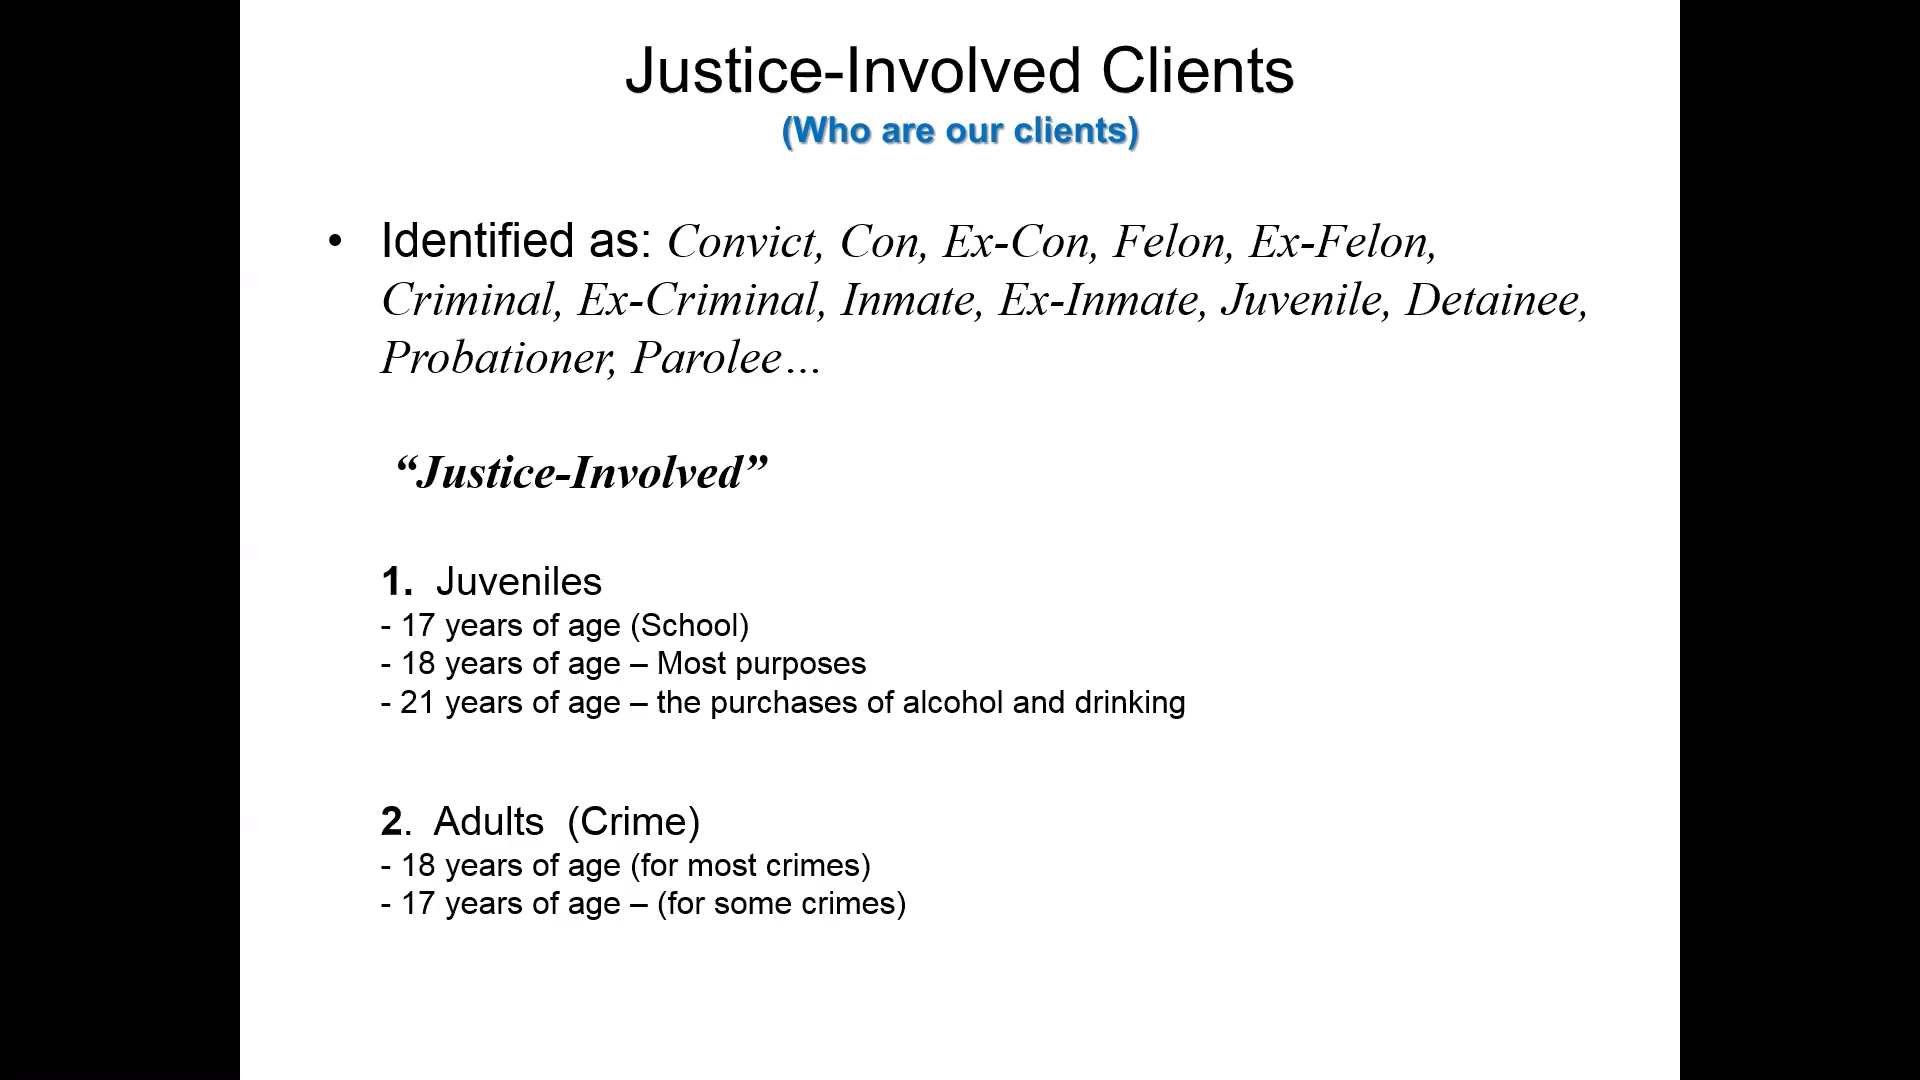 Justice-Involved Clients
(Who are our clients)
• Identified as: Convict, Con, Ex-Con, Felon, Ex-Felon,
Criminal, Ex-Criminal, Inmate, Ex-Inmate, Juvenile, Detainee,
Probationer, Parolee…
“Justice-Involved”
1. Juveniles
- 17 years of age (School)
- 18 years of age – Most purposes
- 21 years of age – the purchases of alcohol and drinking
2. Adults (Crime)
- 18 years of age (for most crimes)
- 17 years of age – (for some crimes)